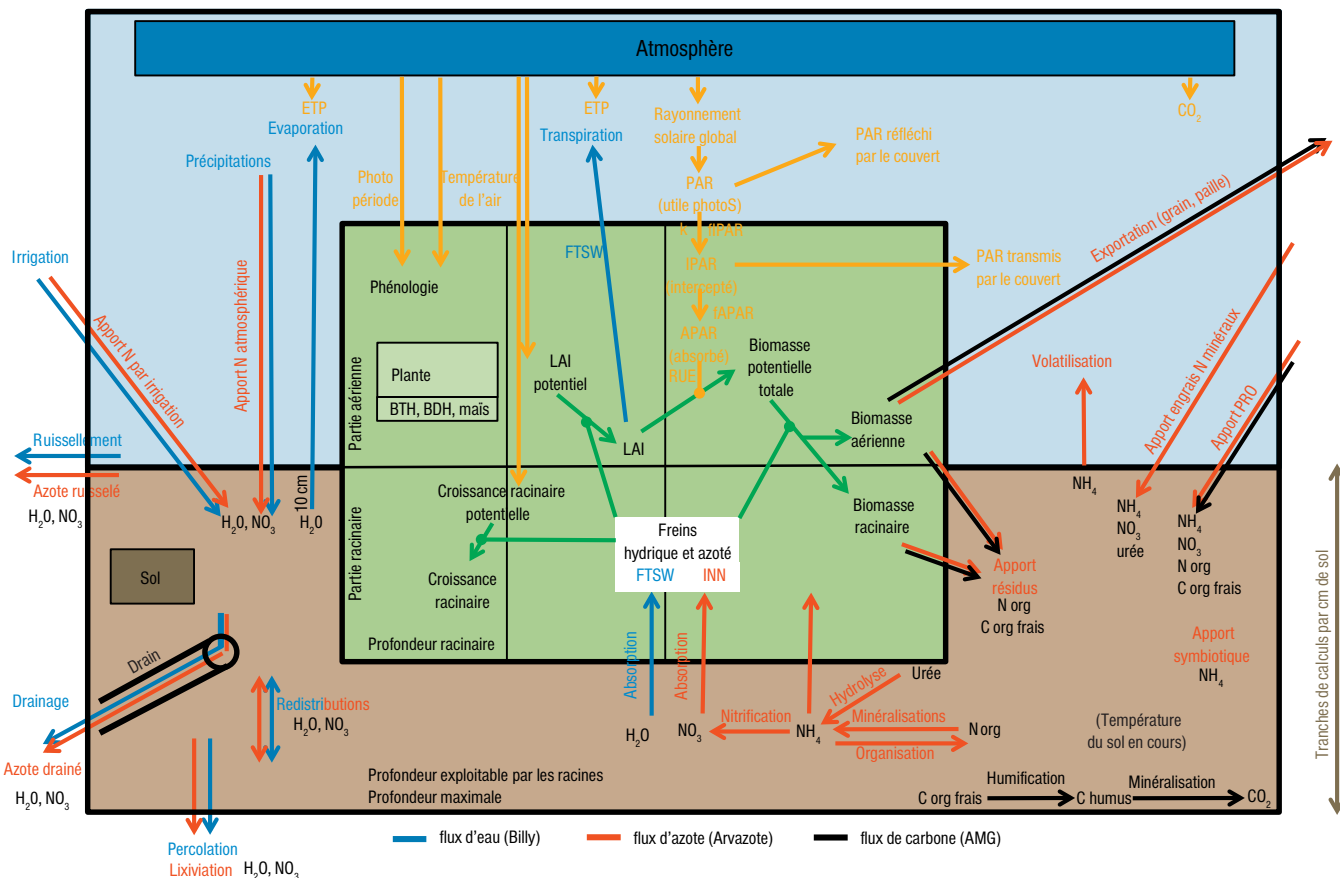 Atmosphère
ETP
Evaporation
ETP
Transpiration
Rayonnement
solaire global
CO2
Précipitations
Photo
période
Température
de l'air
PAR
(utile photoS)
k fIPAR
IPAR
(intercepté)
fAPAR
APAR
(absorbé)
RUE
PAR réfléchi
par le couvert
PAR transmis
par le couvert
Exportation (grain, paille)
Irrigation
Apport N par irrigation
Apport N atmosphérique
FTSW
Phénologie
Partie aérienne
Plante
BTH, BDH, maïs
LAI
potentiel
LAI
Biomasse
potentielle
totale
Biomasse
aérienne
Volatilisation
Apport engrais N minéraux
Apport PRO
Ruissellement
Azote ruisselé
H2O, NO3
H2O, NO3
10 cm
H2O
Partie racinaire
Croissance racinaire
potentielle
Croissance
racinaire
Profondeur racinaire
Freins
hydrique et azoté
FTSW INN
Biomasse
racinaire
Apport
résidus
N org
C org frais
NH4
NH4
NO3
urée
NH4
NO3
N org
C org frais
Apport
symbiotique
NH4
Tranches de calculs par cm de sol
Sol
Drain
Drainage
Azote drainé
H2O, NO3
Redistributions
H2O, NO3
Absorption
H2O
Absorption
NO3
Nitrification
NH4
Hydrolyse
Urée
Minéralisations
Organisation
N org
(Température
du sol en cours)
Profondeur exploitable par les racines
Profondeur maximale
C org frais
Humification
C humus
Minéralisation
CO2
Percolation
Lixiviation
H2O, NO3
flux d'eau (Billy)
flux d'azote (Arvazote)
flux de carbone (AMG)